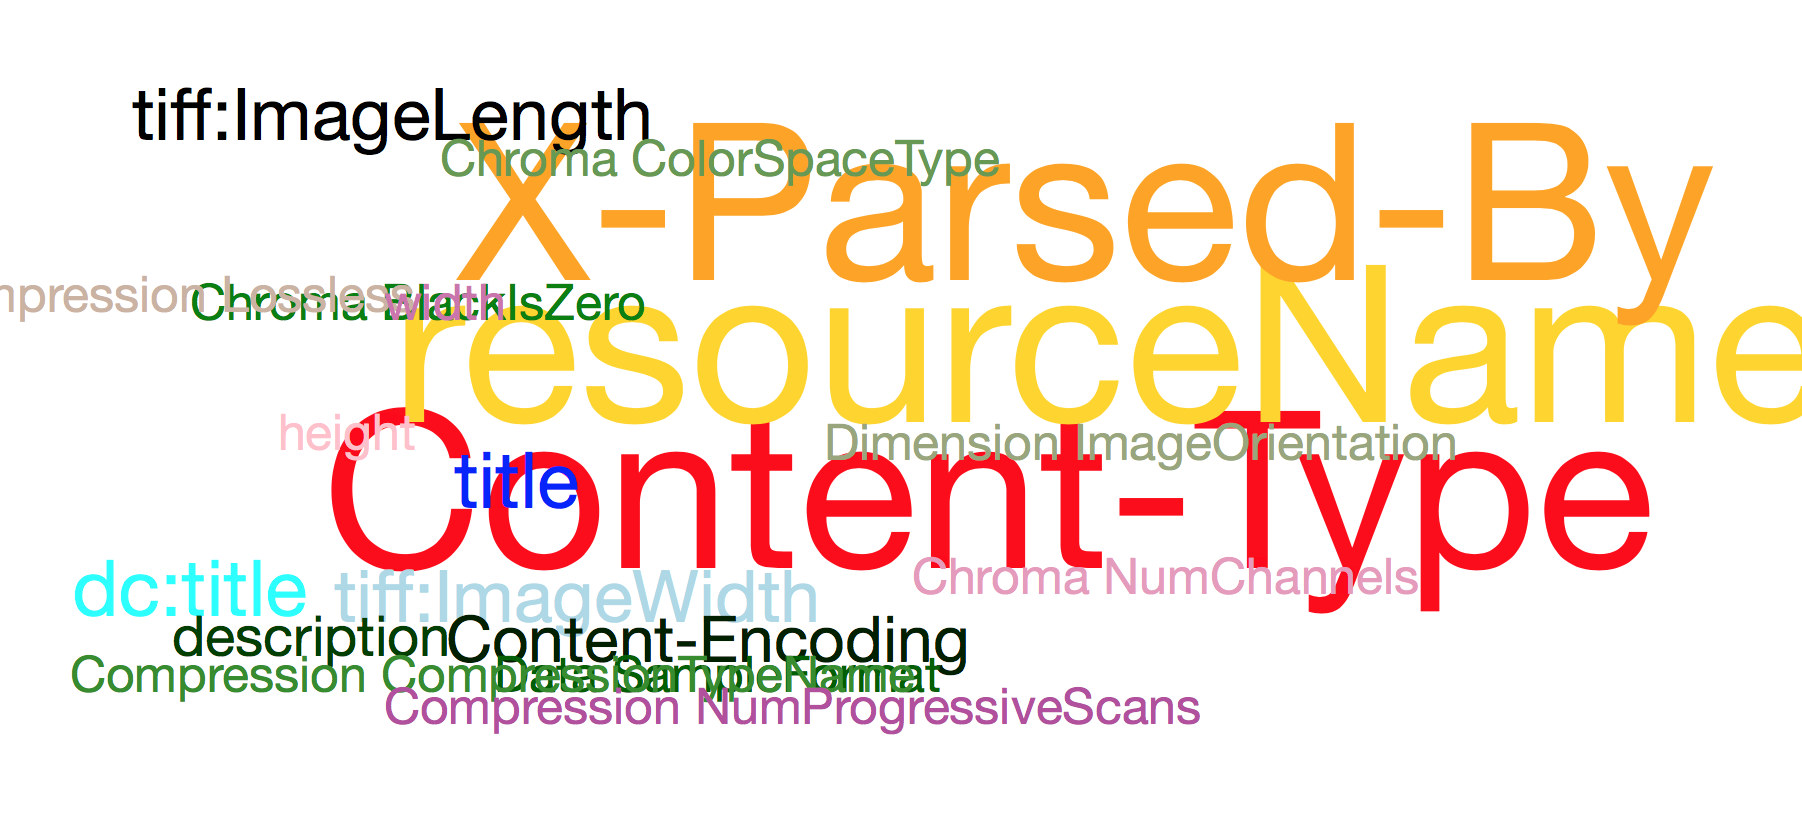 tiff:ImageLength
X-Parsed-By
Chroma ColorSpaceType
mpression Lossless
Chroma BlackIsZero
width
resourceName
height
Dimension ImageOrientation
title
Content-Type
Chroma NumChannels
dc:title
tiff:ImageWidth
description
Content-Encoding
Compression CompressionTypeName
Data SampleFormat
Compression NumProgressiveScans